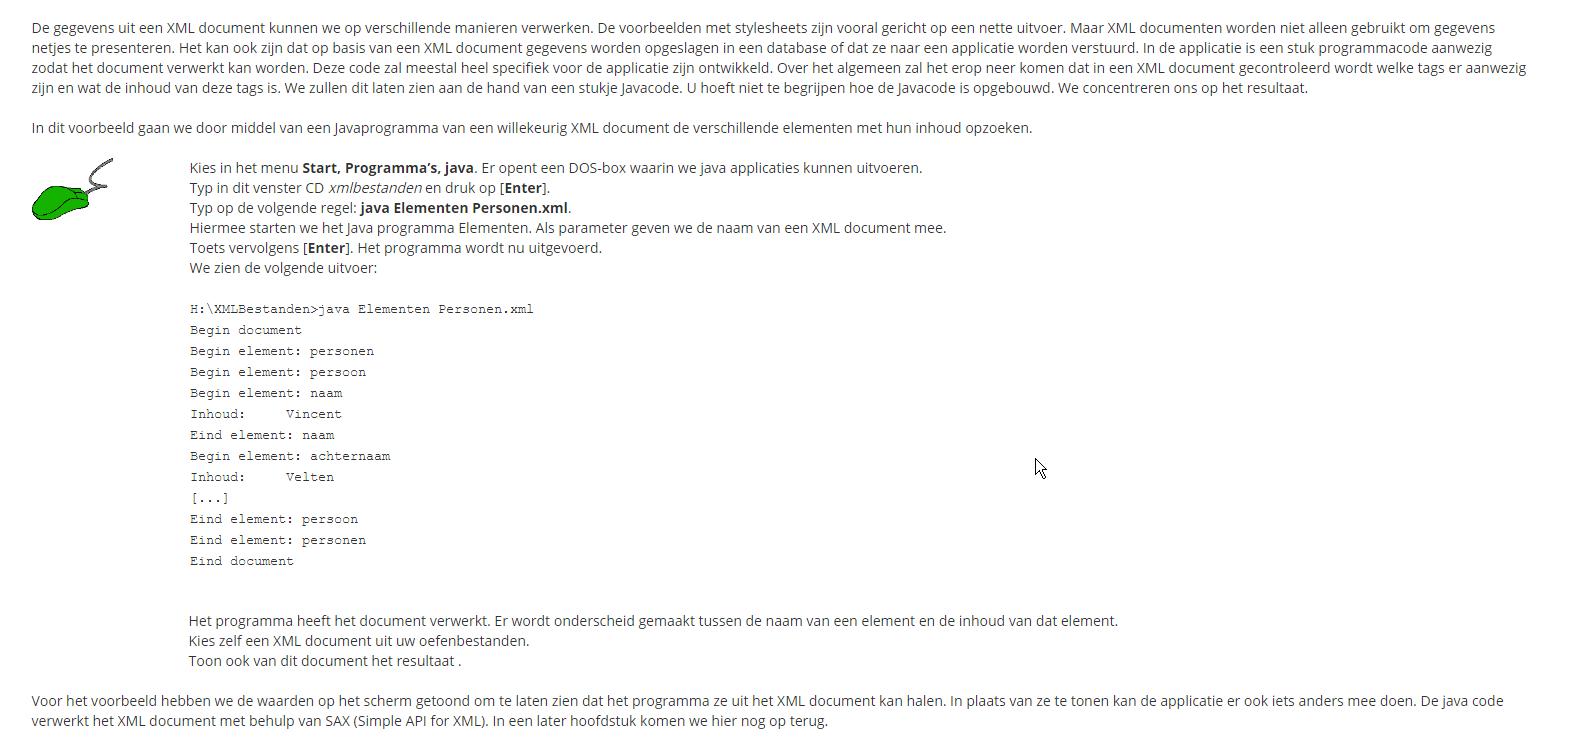 De gegevens uit een XML document kunnen we op verschillende manieren verwerken. De voorbeelden met stylesheets zijn vooral gericht op een nette uitvoer. Maar XML documenten worden niet alleen gebruikt om gegevens
netjes te presenteren. Het kan ook zijn dat op basis van een XML document gegevens worden opgeslagen in een database of dat ze naar een applicatie worden verstuurd. In de applicatie is een stuk programmacode aanwezig
zodat het document verwerkt kan worden. Deze code zal meestal heel specifiek voor de applicatie zijn ontwikkeld. Over het algemeen zal het erop neer komen dat in een XML document gecontroleerd wordt welke tags er aanwezig
zijn en wat de inhoud van deze tags is. We zullen dit laten zien aan de hand van een stukje Javacode. U hoeft niet te begrijpen hoe de Javacode is opgebouwd. We concentreren ons op het resultaat.
In dit voorbeeld gaan we door middel van een Javaprogramma van een willekeurig XML document de verschillende elementen met hun inhoud opzoeken.
Kies in het menu Start, Programma's, java. Er opent een DOS-box waarin we java applicaties kunnen uitvoeren.
Typ in dit venster CD xmlbestanden en druk op [Enter].
Typ op de volgende regel: java Elementen Personen.xml.
Hiermee starten we het Java programma Elementen. Als parameter geven we de naam van een XML document mee.
Toets vervolgens [Enter]. Het programma wordt nu uitgevoerd.
We zien de volgende uitvoer:
H:\XMLBestanden>java Elementen Personen.xml
Begin document
Begin element: personen
Begin element: persoon
Begin element: naam
Inhoud:     Vincent
Eind element: naam
Begin element: achternaam
Inhoud:     Velten
[...]
Eind element: persoon
Eind element: personen
Eind document
Het programma heeft het document verwerkt. Er wordt onderscheid gemaakt tussen de naam van een element en de inhoud van dat element.
Kies zelf een XML document uit uw oefenbestanden.
Toon ook van dit document het resultaat .
Voor het voorbeeld hebben we de waarden op het scherm getoond om te laten zien dat het programma ze uit het XML document kan halen. In plaats van ze te tonen kan de applicatie er ook iets anders mee doen. De java code
verwerkt het XML document met behulp van SAX (Simple API for XML). In een later hoofdstuk komen we hier nog op terug.